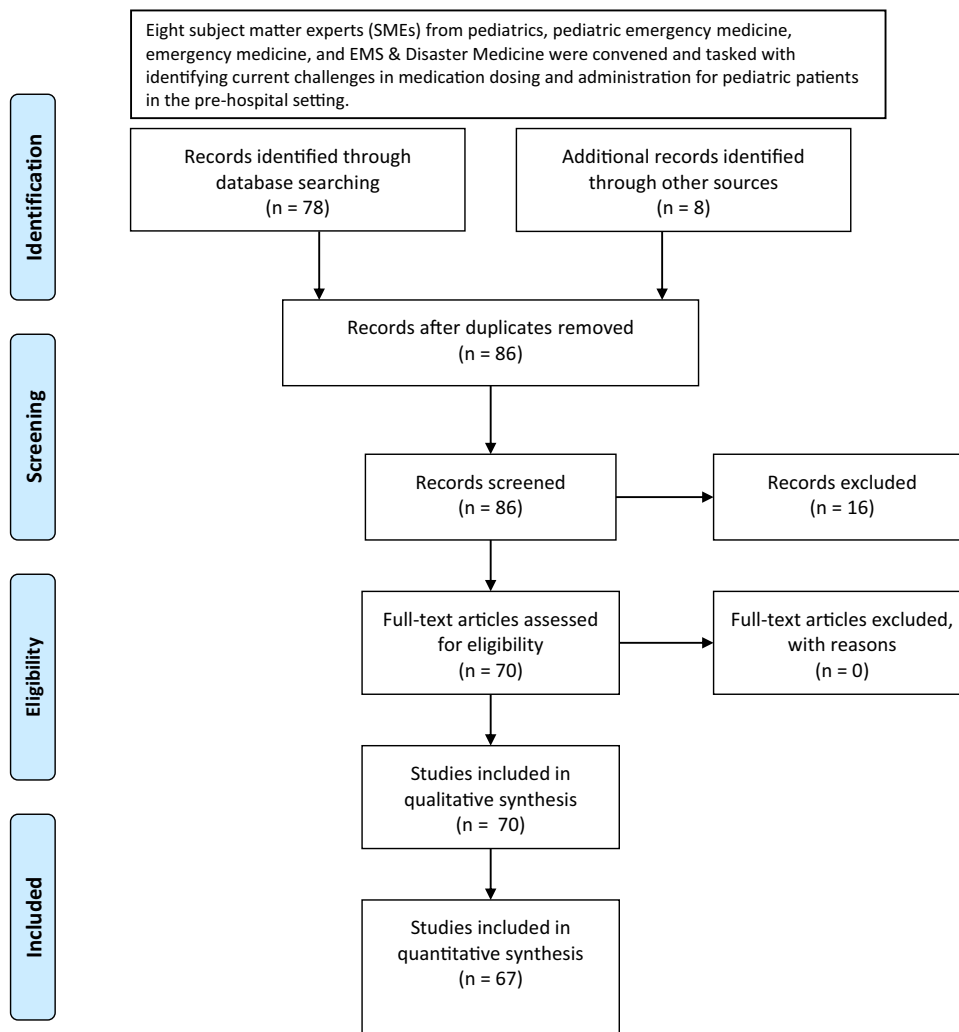 Eight subject matter experts (SMEs) from pediatrics, pediatric emergency medicine,
emergency medicine, and EMS & Disaster Medicine were convened and tasked with
identifying current challenges in medication dosing and administration for pediatric patients
in the pre-hospital setting.
Identification
Records identified through
database searching
(n = 78)
Additional records identified
through other sources
(n = 8)
Records after duplicates removed
(n = 86)
Screening
Records screened
(n = 86)
Records excluded
(n = 16)
Eligibility
Full-text articles assessed
for eligibility
(n = 70)
Full-text articles excluded,
with reasons
(n = 0)
Studies included in
qualitative synthesis
(n = 70)
Included
Studies included in
quantitative synthesis
(n = 67)